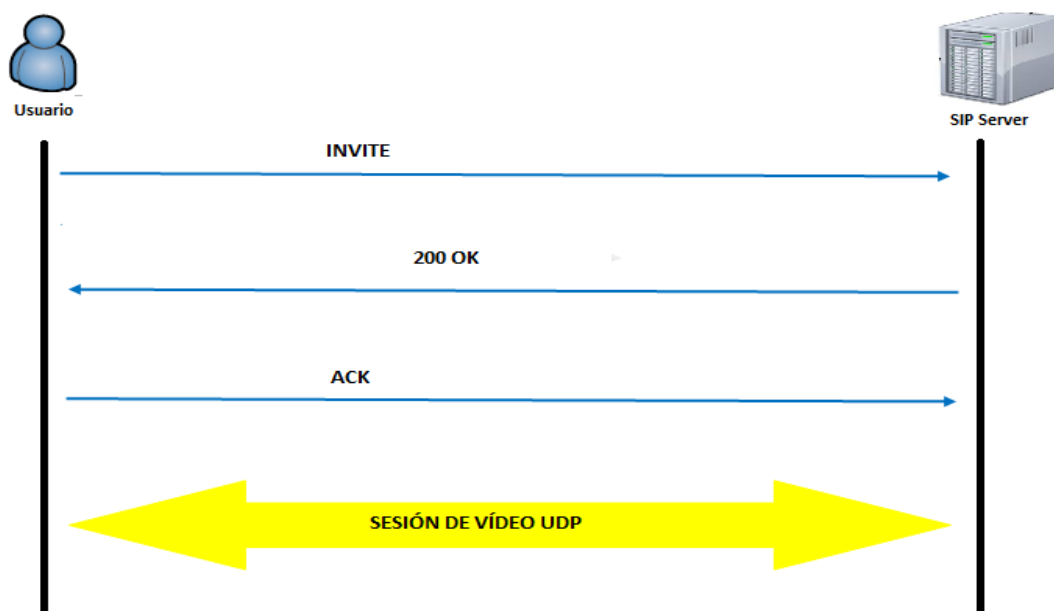 Usuario
SIP Server
INVITE
200 OK
ACK
SESIÓN DE VÍDEO UDP